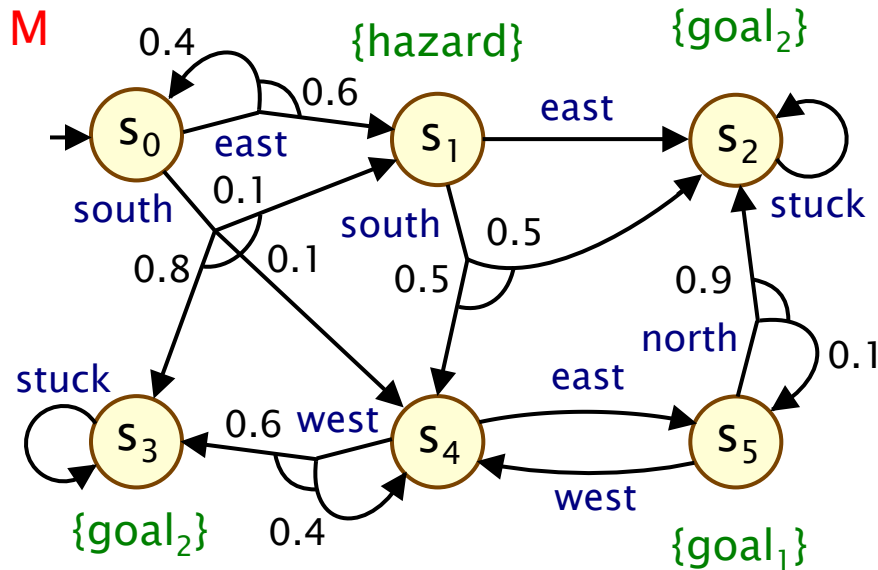 M
0.4
{hazard}
{goal₂}
0.6
s₀
east
s₁
east
s₂
south
0.1
south
0.5
stuck
0.8
0.1
0.5
0.9
north
0.1
stuck
east
s₃
0.6
west
s₄
s₅
west
{goal₂}
0.4
{goal₁}